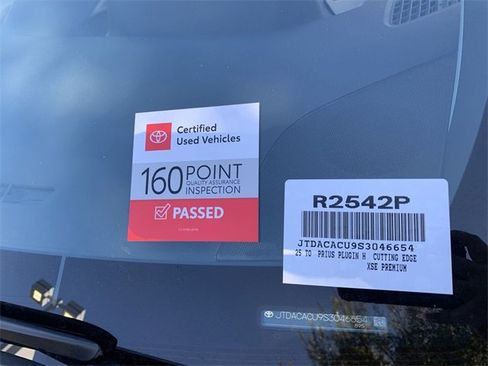 Certified
Used Vehicles
160 POINT
QUALITY ASSURANCE
INSPECTION
PASSED
R2542P
JTDACACU9S3046654
25 TO PRIUS PLUGIN H CUTTING EDGE
XSE PREMIUM
JTDACACU9S3046654